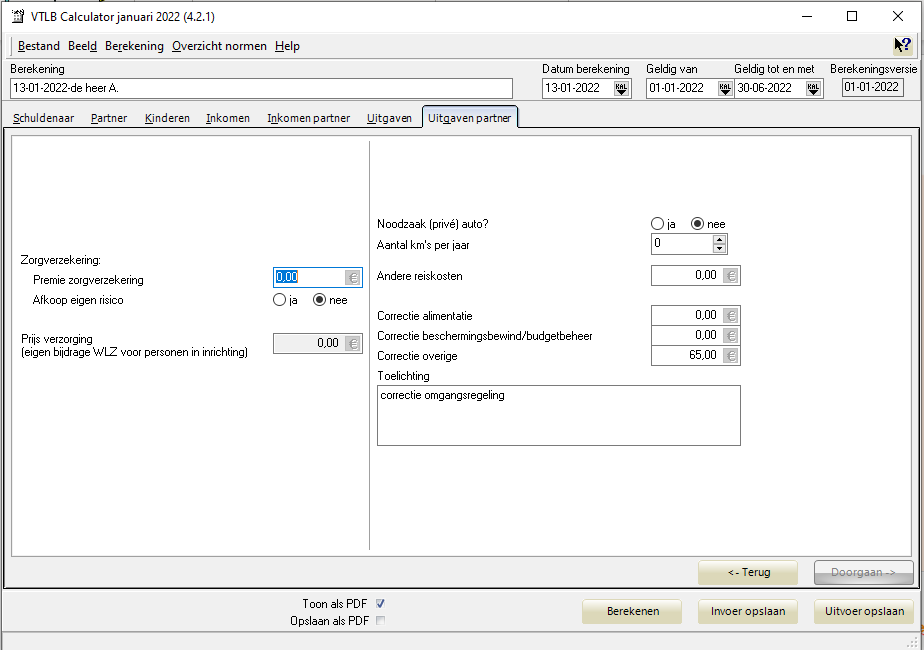 VTLB Calculator januari 2022 (4.2.1)
Bestand Beeld Berekening Overzicht normen Help
Berekening Datum berekening Geldig van Geldig tot en met Berekeningsversie
13-01-2022-de heer A. 13-01-2022 KAL 01-01-2022 KAL 30-06-2022 KAL 01-01-2022
Schuldenaar Partner Kinderen Inkomen Inkomen partner Uitgaven Uitgaven partner
Noodzaak (privé) auto? ja nee
Aantal km's per jaar 0
Zorgverzekering:
Premie zorgverzekering 0,00 €
Andere reiskosten 0,00 €
Afkoop eigen risico ja nee
Correctie alimentatie 0,00 €
Correctie beschermingsbewind/budgetbeheer 0,00 €
Prijs verzorging
(eigen bijdrage WLZ voor personen in inrichting) 0,00 €
Correctie overige 65,00 €
Toelichting
correctie omgangsregeling
<- Terug Doorgaan ->
Toon als PDF
Opslaan als PDF
Berekenen Invoer opslaan Uitvoer opslaan